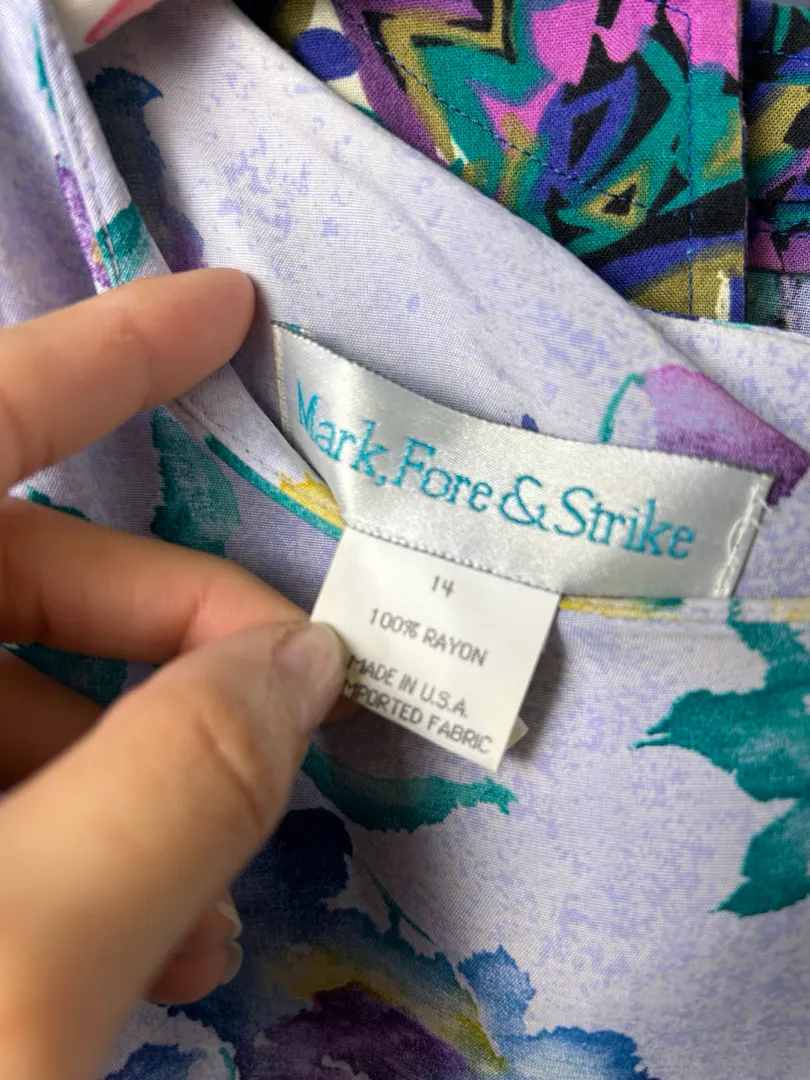 Mark, Fore & Strike
14
100% RAYON
MADE IN U.S.A.
IMPORTED FABRIC